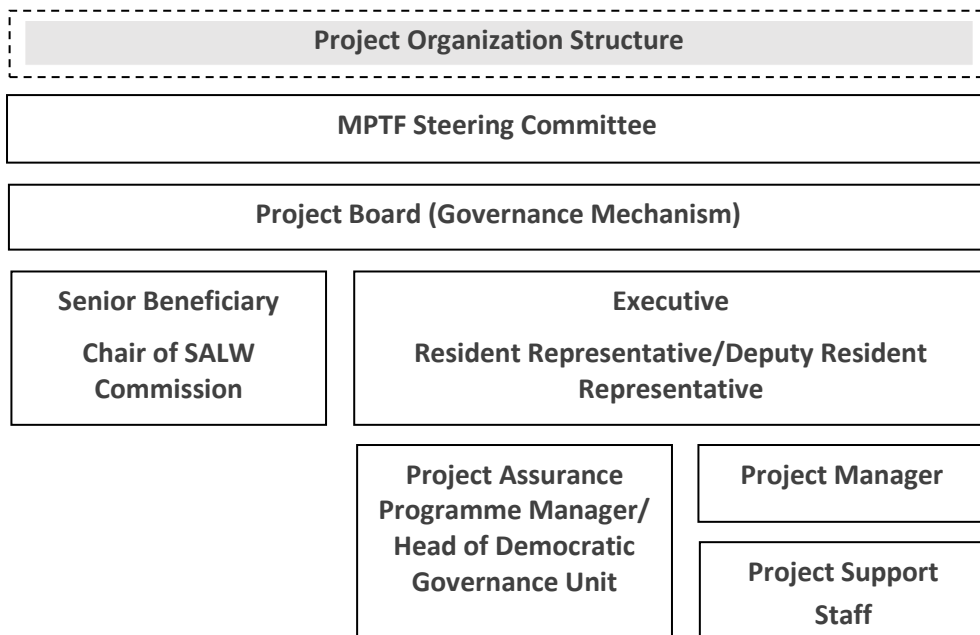 Project Organization Structure
MPTF Steering Committee
Project Board (Governance Mechanism)
Senior Beneficiary
Chair of SALW
Commission
Executive
Resident Representative/Deputy Resident
Representative
Project Assurance
Programme Manager/
Head of Democratic
Governance Unit
Project Manager
Project Support
Staff